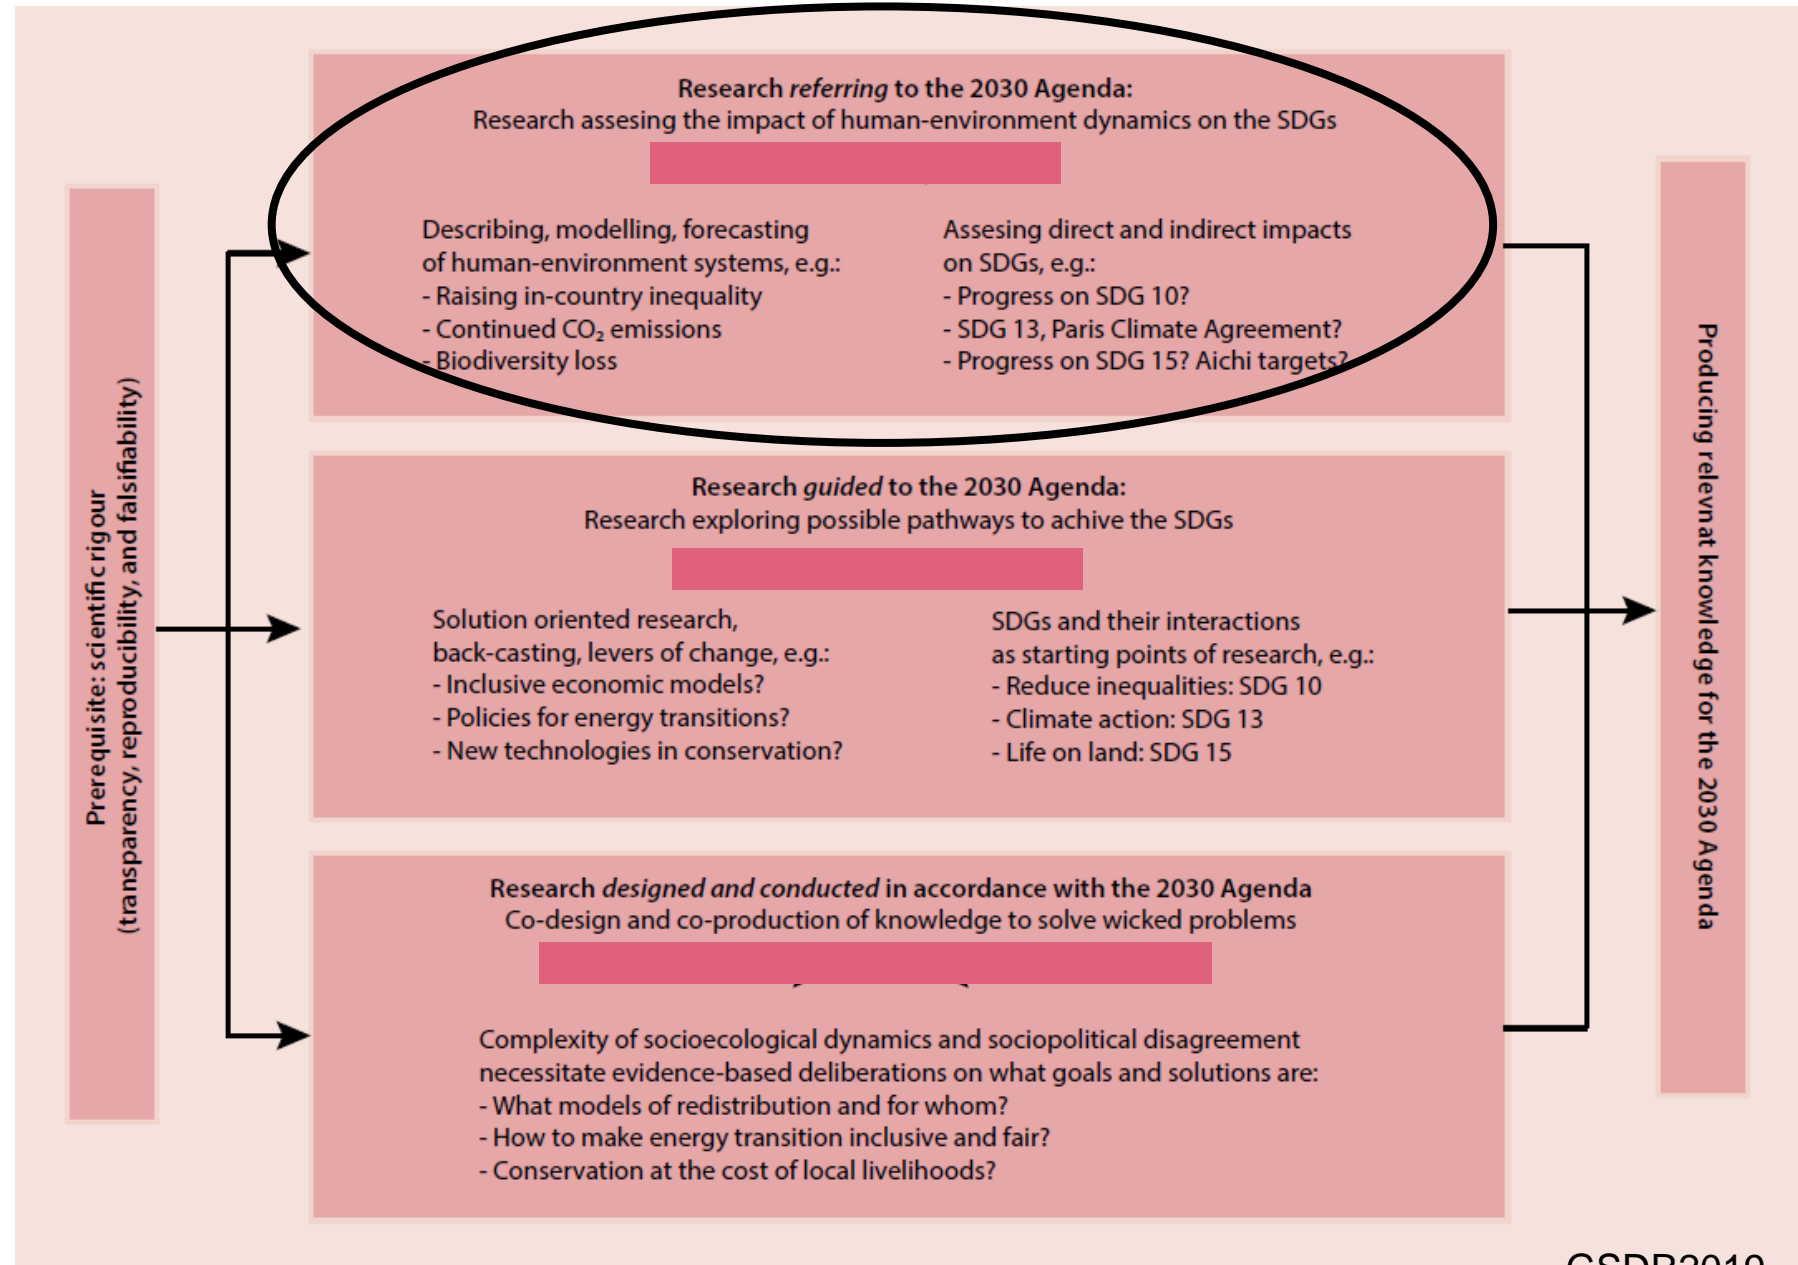 Prerequisite: scientific rigour
(transparency, reproducibility, and falsifiability)
Research referring to the 2030 Agenda:
Research assesing the impact of human-environment dynamics on the SDGs
Describing, modelling, forecasting
of human-environment systems, e.g.:
- Raising in-country inequality
- Continued CO₂ emissions
- Biodiversity loss
Assesing direct and indirect impacts
on SDGs, e.g.:
- Progress on SDG 10?
- SDG 13, Paris Climate Agreement?
- Progress on SDG 15? Aichi targets?
Research guided to the 2030 Agenda:
Research exploring possible pathways to achive the SDGs
Solution oriented research,
back-casting, levers of change, e.g.:
- Inclusive economic models?
- Policies for energy transitions?
- New technologies in conservation?
SDGs and their interactions
as starting points of research, e.g.:
- Reduce inequalities: SDG 10
- Climate action: SDG 13
- Life on land: SDG 15
Research designed and conducted in accordance with the 2030 Agenda
Co-design and co-production of knowledge to solve wicked problems
Complexity of socioecological dynamics and sociopolitical disagreement
necessitate evidence-based deliberations on what goals and solutions are:
- What models of redistribution and for whom?
- How to make energy transition inclusive and fair?
- Conservation at the cost of local livelihoods?
Producing relevnat knowledge for the 2030 Agenda